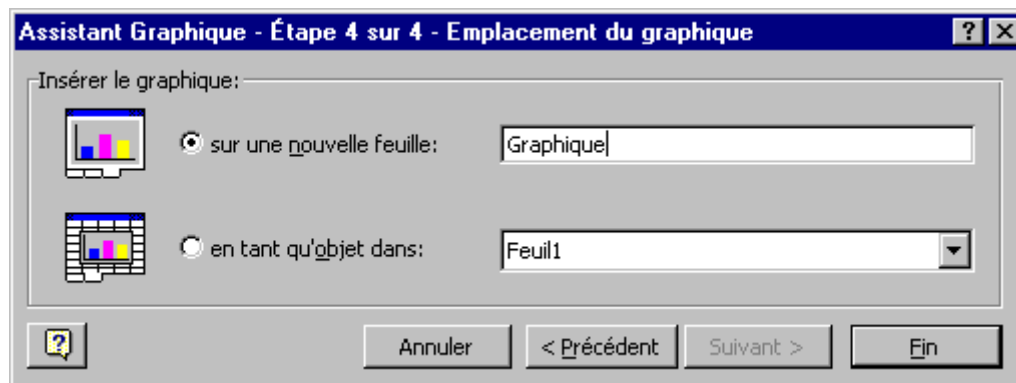 Assistant Graphique - Étape 4 sur 4 - Emplacement du graphique
Insérer le graphique:
sur une nouvelle feuille: Graphique
en tant qu'objet dans: Feuil1
Annuler < Précédent Suivant > Fin